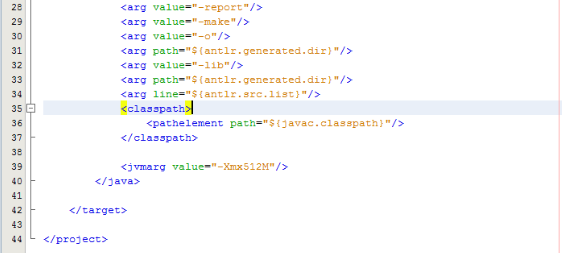 28 <arg value="-report"/>
29 <arg value="-make"/>
30 <arg value="-o"/>
31 <arg path="${antlr.generated.dir}"/>
32 <arg value="-lib"/>
33 <arg path="${antlr.generated.dir}"/>
34 <arg line="${antlr.src.list}"/>
35 <classpath>
36 <pathelement path="${javac.classpath}"/>
37 </classpath>
38
39 <jvmarg value="-Xmx512M"/>
40 </java>
41
42 </target>
43
44 </project>